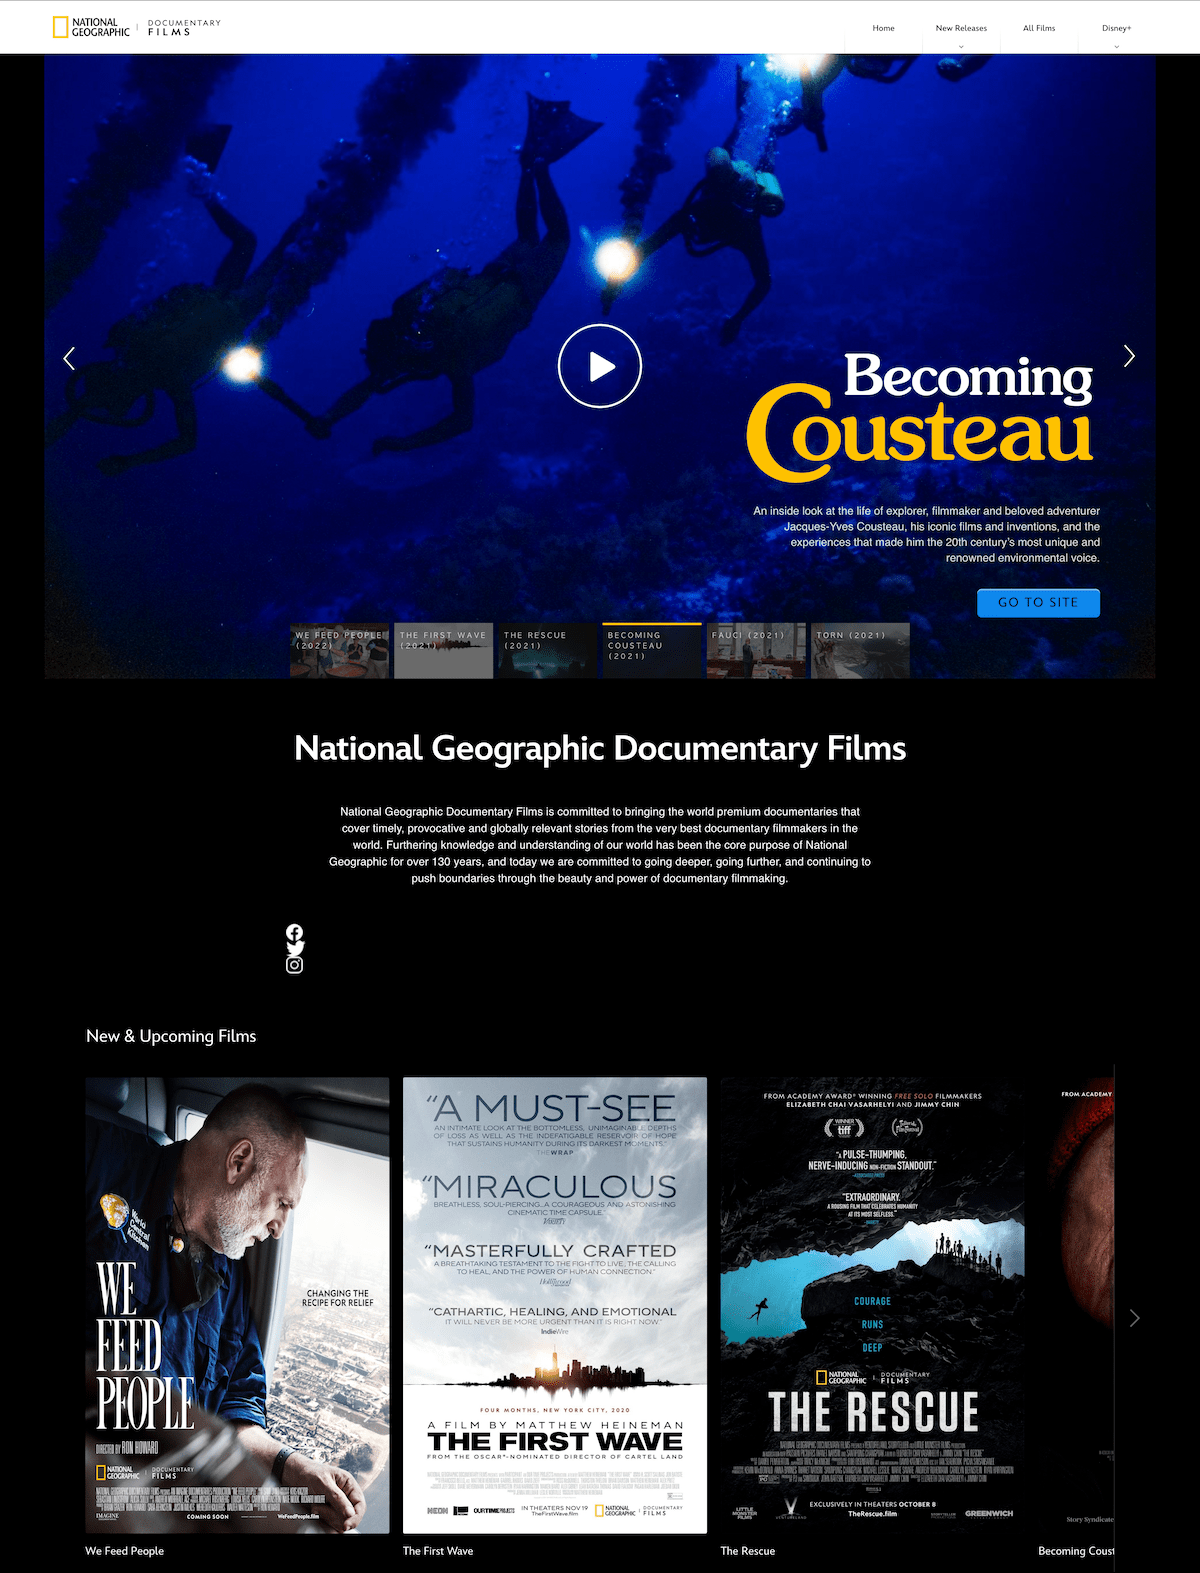 NATIONAL
GEOGRAPHIC
DOCUMENTARY
FILMS
Home
New Releases
All Films
Disney+
Becoming
Cousteau
An inside look at the life of explorer, filmmaker and beloved adventurer
Jacques-Yves Cousteau, his iconic films and inventions, and the
experiences that made him the 20th century's most unique and
renowned environmental voice.
GO TO SITE
WE FEED PEOPLE
(2022)
THE FIRST WAVE
(2021)
THE RESCUE
(2021)
BECOMING
COUSTEAU
(2021)
FAUCI (2021)
TORN (2021)
National Geographic Documentary Films
National Geographic Documentary Films is committed to bringing the world premium documentaries that
cover timely, provocative and globally relevant stories from the very best documentary filmmakers in the
world. Furthering knowledge and understanding of our world has been the core purpose of National
Geographic for over 130 years, and today we are committed to going deeper, going further, and continuing to
push boundaries through the beauty and power of documentary filmmaking.
New & Upcoming Films
World
Central
Kitchen
WE
FEED
PEOPLE
CHANGING THE
RECIPE FOR RELIEF
DIRECTED BY RON HOWARD
NATIONAL
GEOGRAPHIC
DOCUMENTARY
FILMS
IMAGINE
COMING SOON
WeFeedPeople.film
We Feed People
"A MUST-SEE
AN INTIMATE LOOK AT THE BOTTOMLESS, UNIMAGINABLE DEPTHS
OF LOSS AS WELL AS THE INDEFATIGABLE RESERVOIR OF HOPE
THAT SUSTAINS HUMANITY DURING ITS DARKEST MOMENTS."
THE WRAP
"MIRACULOUS
BREATHLESS, SOUL-PIERCING...A COURAGEOUS AND ASTONISHING
CINEMATIC TIME CAPSULE.
VARIETY
"MASTERFULLY CRAFTED
A BREATHTAKING TESTAMENT TO THE FIGHT TO LIVE, THE CALLING
TO HEAL, AND THE POWER OF HUMAN CONNECTION."
Hollywood
"CATHARTIC, HEALING, AND EMOTIONAL
IT WILL NEVER BE MORE URGENT THAN IT IS RIGHT NOW."
IndieWire
FOUR MONTHS, NEW YORK CITY, 2020
A FILM BY MATTHEW HEINEMAN
THE FIRST WAVE
FROM THE OSCAR®-NOMINATED DIRECTOR OF CARTEL LAND
NEON
OURTIME PROJECTS
IN THEATERS NOV 19
TheFirstWave.film
NATIONAL
GEOGRAPHIC
DOCUMENTARY
FILMS
The First Wave
FROM ACADEMY AWARD® WINNING FREE SOLO FILMMAKERS
ELIZABETH CHAI VASARHELYI AND JIMMY CHIN
WINNER
tiff
"A PULSE-THUMPING,
NERVE-INDUCING NON-FICTION STANDOUT."
"EXTRAORDINARY.
A ROUSING FILM THAT CELEBRATES HUMANITY
AT ITS MOST SELFLESS."
COURAGE
RUNS
DEEP
NATIONAL
GEOGRAPHIC
DOCUMENTARY
FILMS
THE RESCUE
LITTLE
MONSTER
FILMS
VENTURELAND
EXCLUSIVELY IN THEATERS OCTOBER 8
TheRescue.film
GREENWICH
The Rescue
FROM ACADEMY
Story Syndicate
Becoming Coust